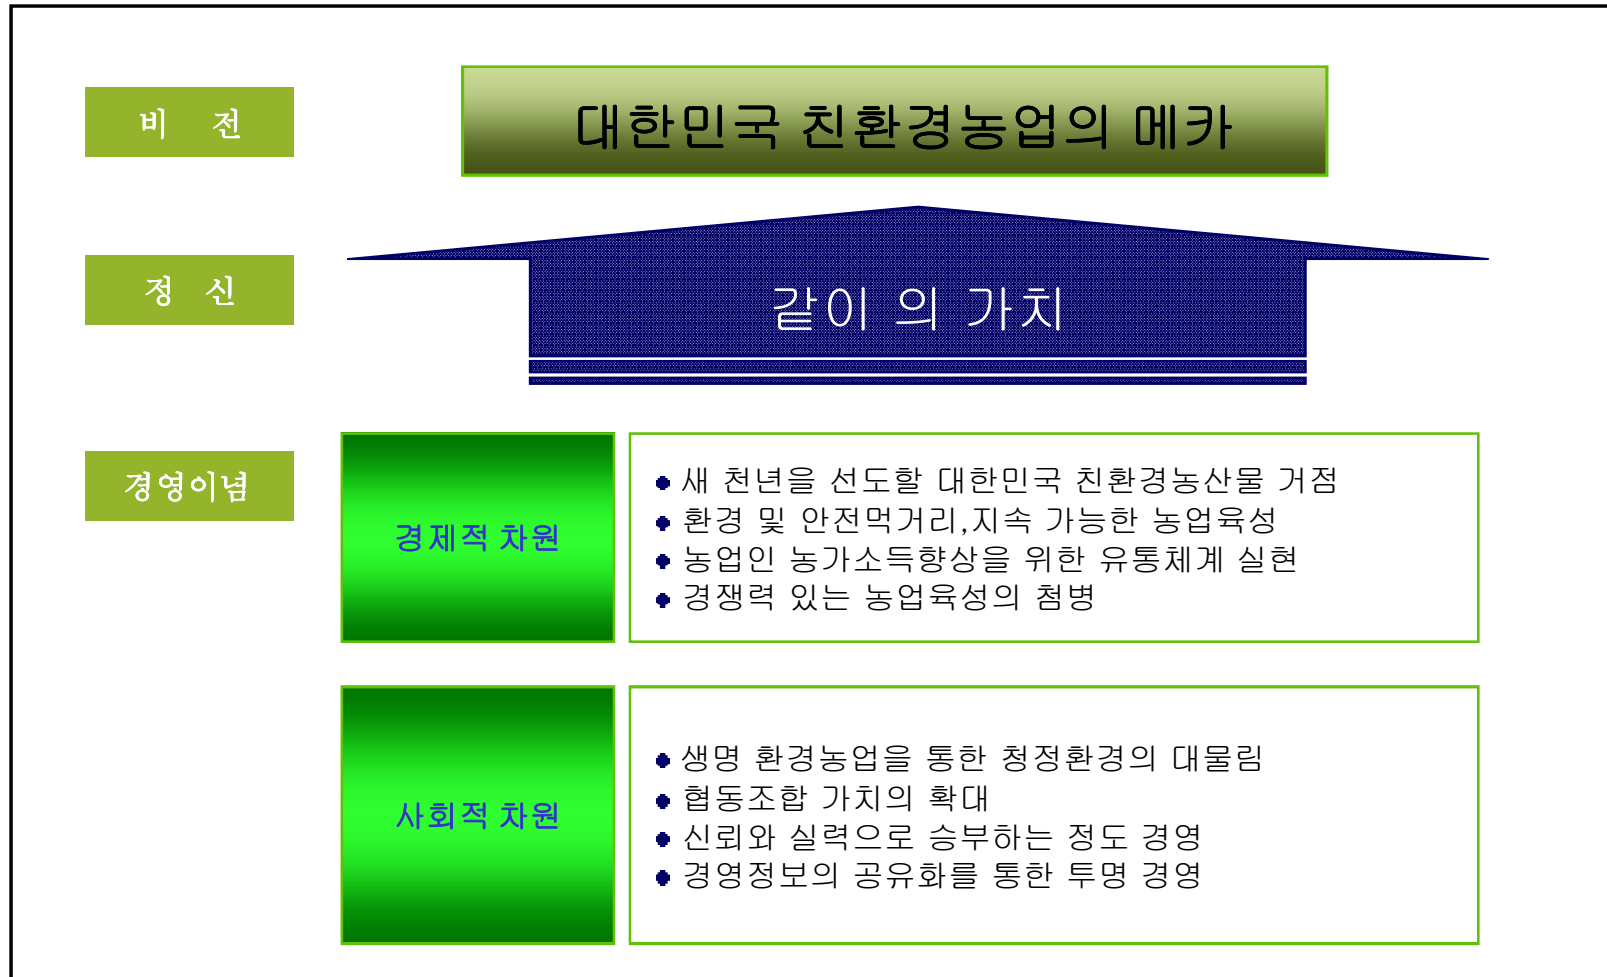 비 전
대한민국 친환경농업의 메카
정 신
같이 의 가치
경영이념
경제적 차원
새 천년을 선도할 대한민국 친환경농산물 거점
환경 및 안전먹거리,지속 가능한 농업육성
농업인 농가소득향상을 위한 유통체계 실현
경쟁력 있는 농업육성의 첨병
사회적 차원
생명 환경농업을 통한 청정환경의 대물림
협동조합 가치의 확대
신뢰와 실력으로 승부하는 정도 경영
경영정보의 공유화를 통한 투명 경영